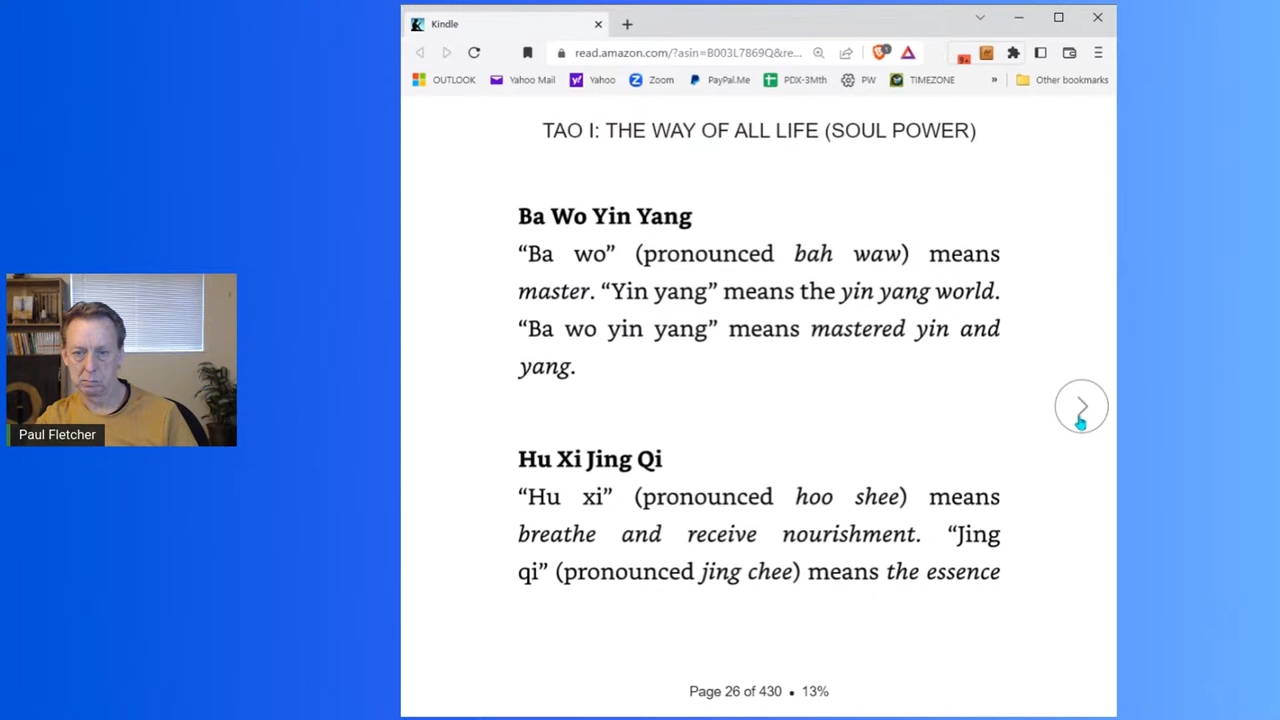 Kindle
read.amazon.com/?asin=B003L7869Q&re...
OUTLOOK Yahoo Mail Yahoo Zoom PayPal.Me PDX-3Mth PW TIMEZONE » Other bookmarks
TAO I: THE WAY OF ALL LIFE (SOUL POWER)
Ba Wo Yin Yang
“Ba wo” (pronounced bah waw) means
master. “Yin yang” means the yin yang world.
“Ba wo yin yang” means mastered yin and
yang.
Hu Xi Jing Qi
“Hu xi” (pronounced hoo shee) means
breathe and receive nourishment. “Jing
qi” (pronounced jing chee) means the essence
Page 26 of 430 • 13%
Paul Fletcher